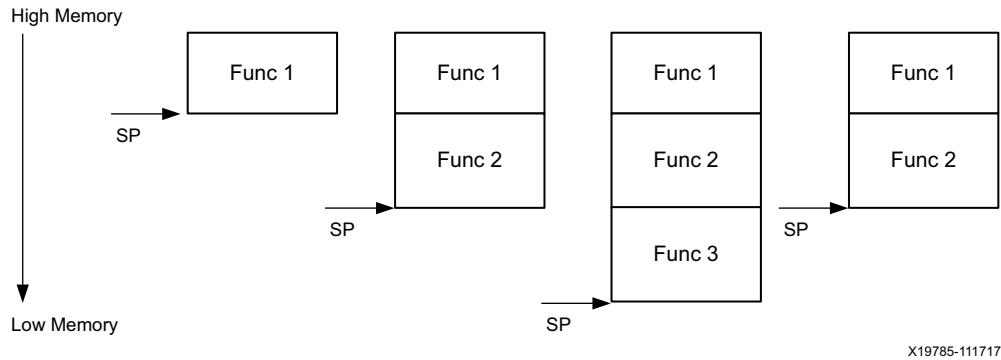 High Memory
Func 1
Func 1
Func 1
Func 1
SP
Func 2
Func 2
Func 2
SP
SP
Func 3
SP
Low Memory
X19785-111717